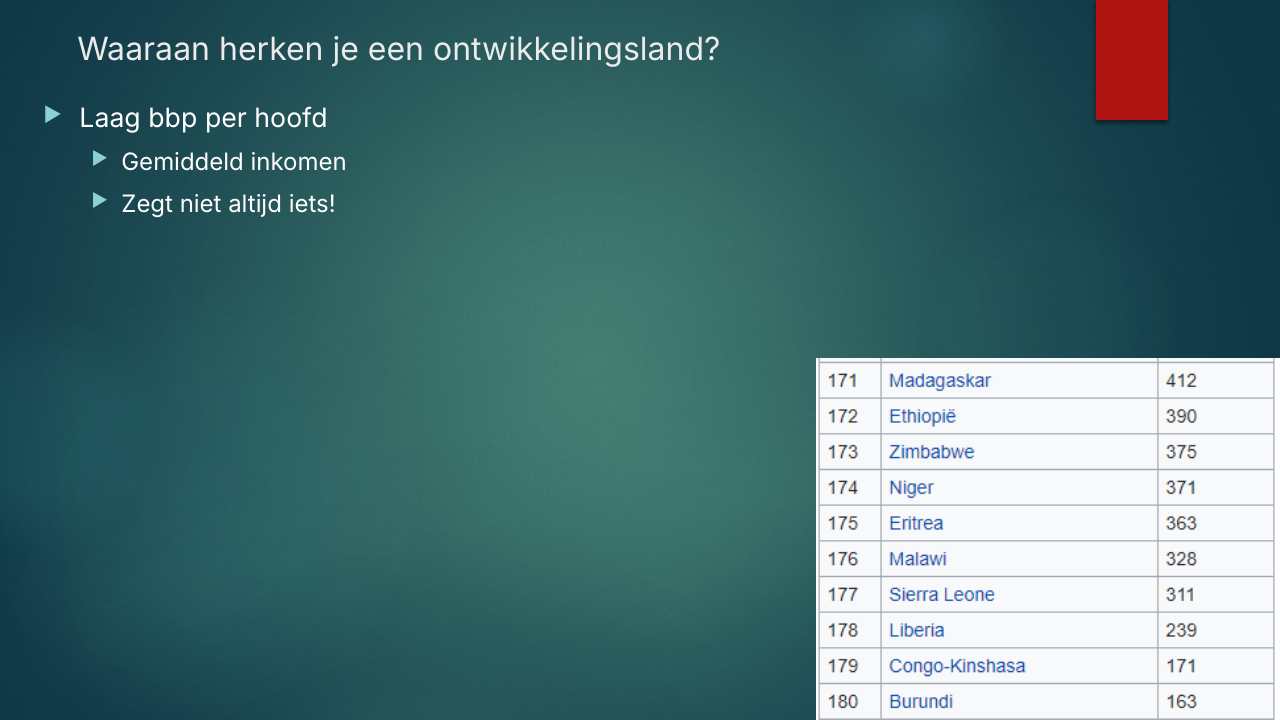 Waaraan herken je een ontwikkelingsland?
Laag bbp per hoofd
Gemiddeld inkomen
Zegt niet altijd iets!
171 Madagaskar 412
172 Ethiopië 390
173 Zimbabwe 375
174 Niger 371
175 Eritrea 363
176 Malawi 328
177 Sierra Leone 311
178 Liberia 239
179 Congo-Kinshasa 171
180 Burundi 163